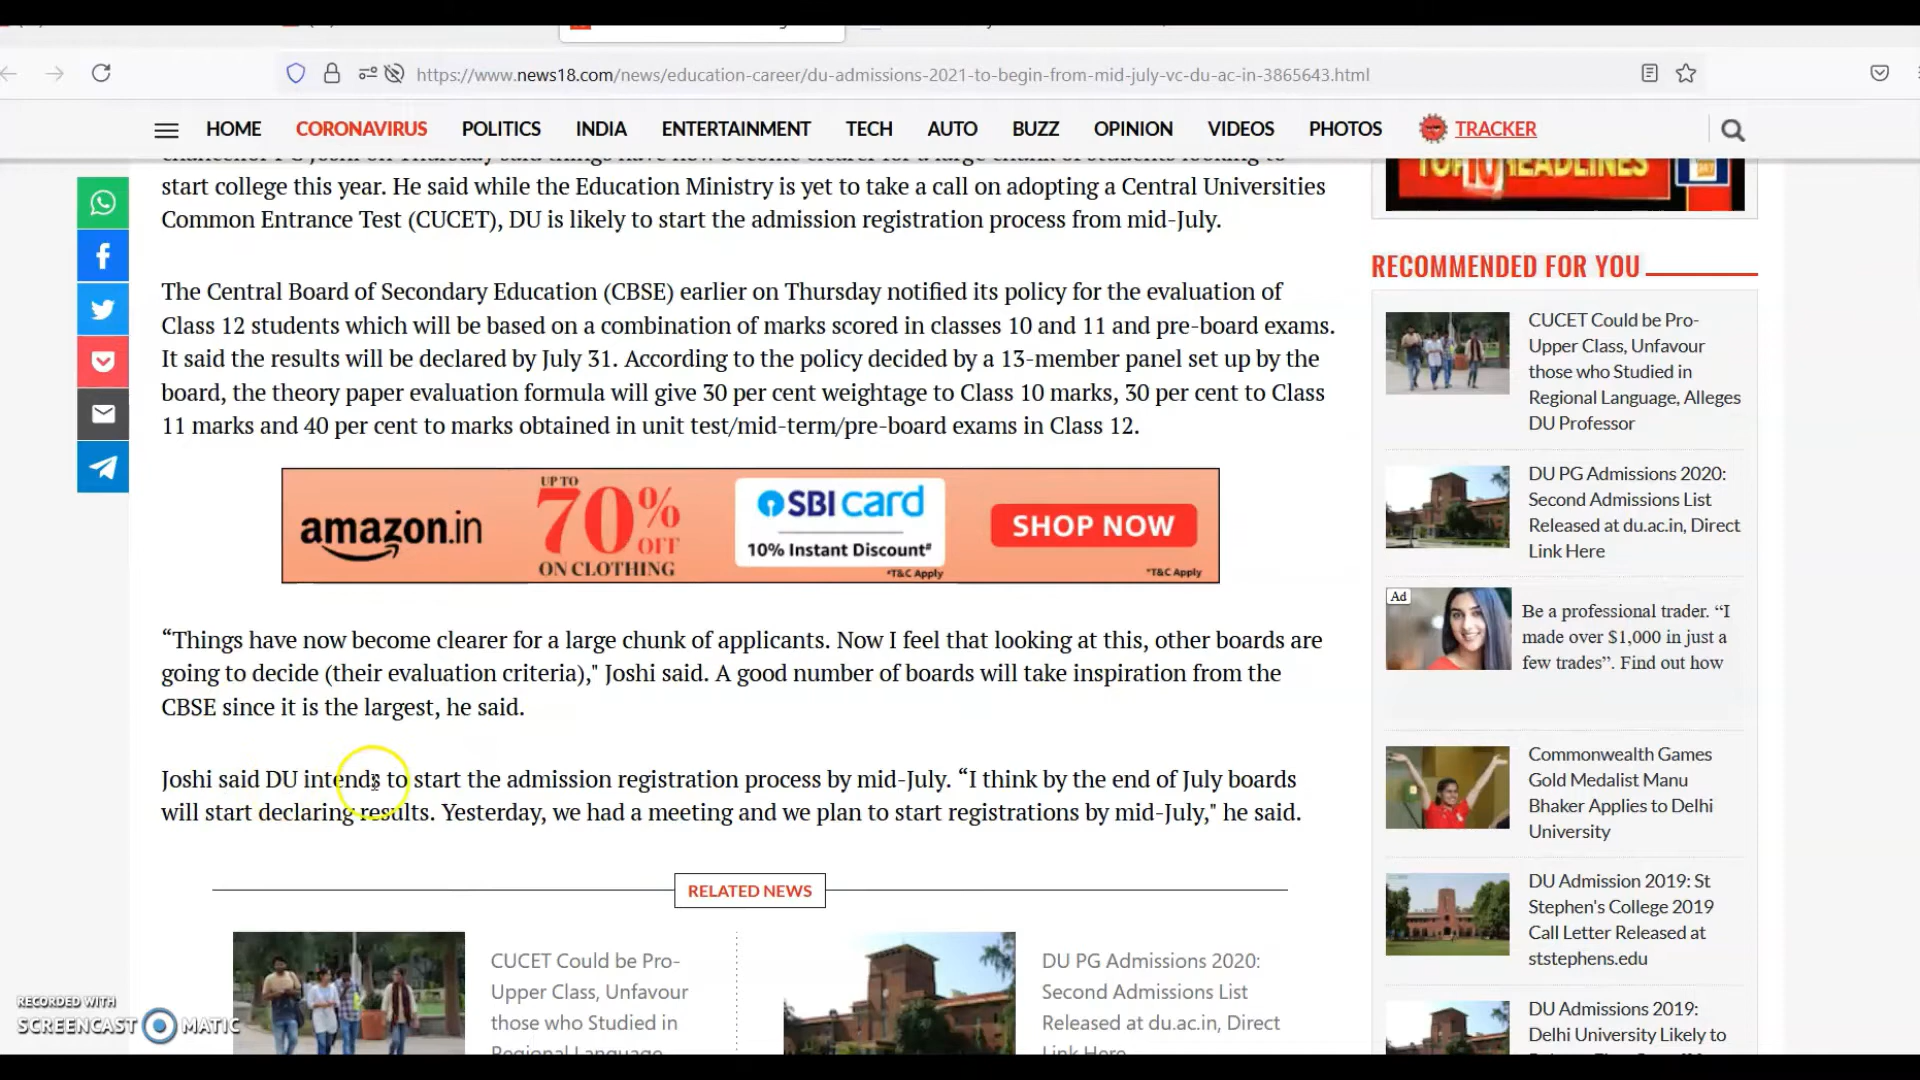 https://www.news18.com/news/education-career/du-admissions-2021-to-begin-from-mid-july-vc-du-ac-in-3865643.html
HOME CORONAVIRUS POLITICS INDIA ENTERTAINMENT TECH AUTO BUZZ OPINION VIDEOS PHOTOS TRACKER
start college this year. He said while the Education Ministry is yet to take a call on adopting a Central Universities
Common Entrance Test (CUCET), DU is likely to start the admission registration process from mid-July.
The Central Board of Secondary Education (CBSE) earlier on Thursday notified its policy for the evaluation of
Class 12 students which will be based on a combination of marks scored in classes 10 and 11 and pre-board exams.
It said the results will be declared by July 31. According to the policy decided by a 13-member panel set up by the
board, the theory paper evaluation formula will give 30 per cent weightage to Class 10 marks, 30 per cent to Class
11 marks and 40 per cent to marks obtained in unit test/mid-term/pre-board exams in Class 12.
amazon.in
UP TO
70%
OFF
ON CLOTHING
SBI card
10% Instant Discount#
*T&C Apply
SHOP NOW
*T&C Apply
“Things have now become clearer for a large chunk of applicants. Now I feel that looking at this, other boards are
going to decide (their evaluation criteria)," Joshi said. A good number of boards will take inspiration from the
CBSE since it is the largest, he said.
Joshi said DU intends to start the admission registration process by mid-July. “I think by the end of July boards
will start declaring results. Yesterday, we had a meeting and we plan to start registrations by mid-July," he said.
RELATED NEWS
CUCET Could be Pro-
Upper Class, Unfavour
those who Studied in
Regional Language,
DU PG Admissions 2020:
Second Admissions List
Released at du.ac.in, Direct
Link Here
TOP 10 HEADLINES
RECOMMENDED FOR YOU
CUCET Could be Pro-
Upper Class, Unfavour
those who Studied in
Regional Language, Alleges
DU Professor
DU PG Admissions 2020:
Second Admissions List
Released at du.ac.in, Direct
Link Here
Ad
Be a professional trader. “I
made over $1,000 in just a
few trades”. Find out how
Commonwealth Games
Gold Medalist Manu
Bhaker Applies to Delhi
University
DU Admission 2019: St
Stephen's College 2019
Call Letter Released at
ststephens.edu
DU Admissions 2019:
Delhi University Likely to
RECORDED WITH
SCREENCAST MATIC